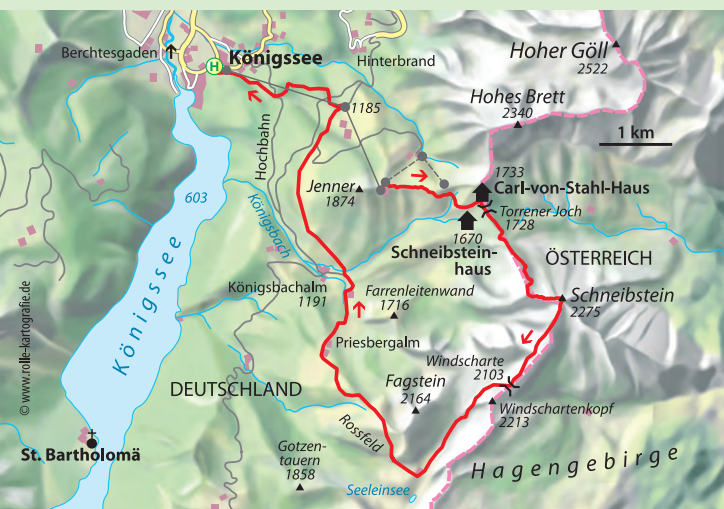 Berchtesgaden
H
Königssee
Hinterbrand
Hoher Göll
2522
Hohes Brett
2340
1 km
1185
Hochbahn
603
Jenner
1874
1733
Carl-von-Stahl-Haus
Torrener Joch
1728
1670
Schneibstein-
haus
Königsbach
ÖSTERREICH
Königssee
Königsbachalm
1191
Farrenleitenwand
1716
Schneibstein
2275
© www.rolle-kartografie.de
Priesbergalm
Windscharte
2103
DEUTSCHLAND
Fagstein
2164
Windschartenkopf
2213
Rossfeld
St. Bartholomä
Gotzen-
tauern
1858
Seeleinsee
Hagengebirge